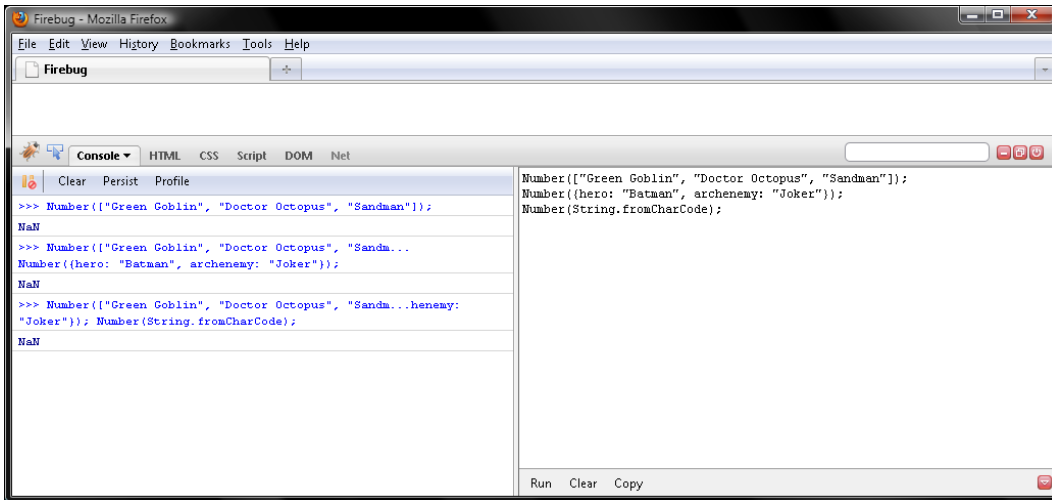 Firebug - Mozilla Firefox
File Edit View History Bookmarks Tools Help
Firebug
Console HTML CSS Script DOM Net
Clear Persist Profile
>>> Number(["Green Goblin", "Doctor Octopus", "Sandman"]);
NaN
>>> Number(["Green Goblin", "Doctor Octopus", "Sandm...
Number({hero: "Batman", archenemy: "Joker"});
NaN
>>> Number(["Green Goblin", "Doctor Octopus", "Sandm...henemy:
"Joker"}); Number(String.fromCharCode);
NaN
Number(["Green Goblin", "Doctor Octopus", "Sandman"]);
Number({hero: "Batman", archenemy: "Joker"});
Number(String.fromCharCode);
Run Clear Copy